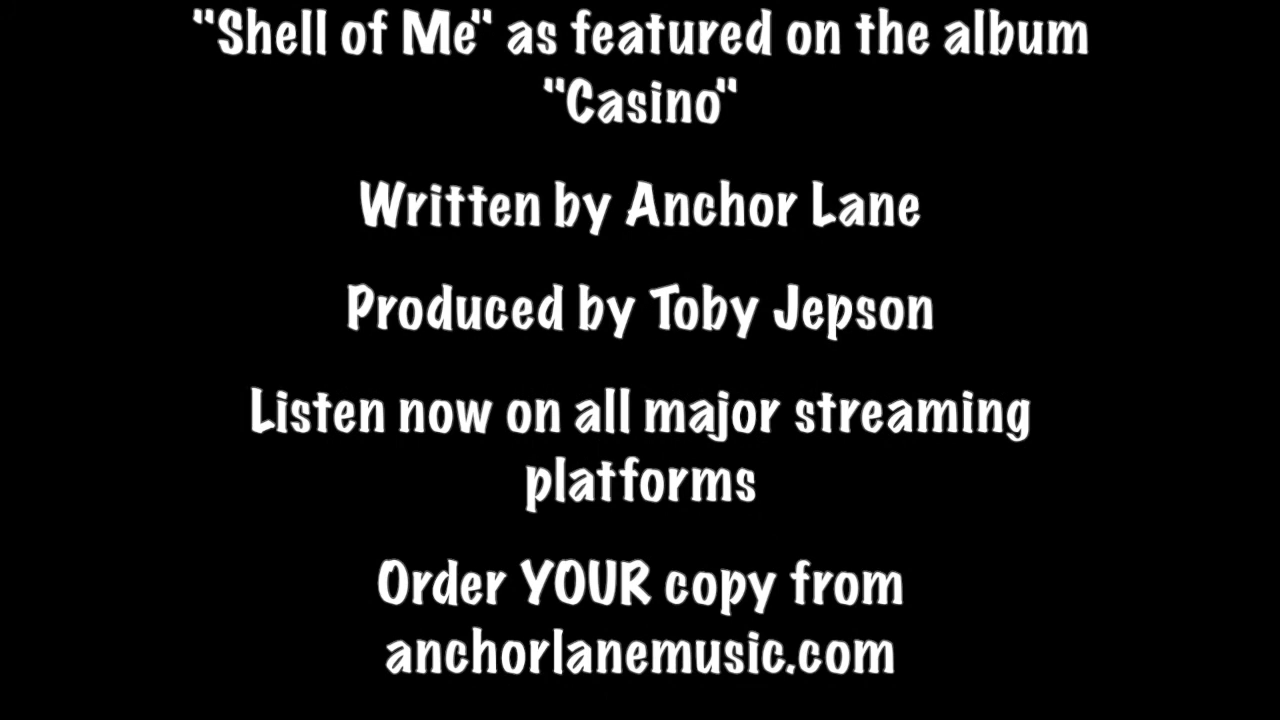 "Shell of Me" as featured on the album
"Casino"
Written by Anchor Lane
Produced by Toby Jepson
Listen now on all major streaming
platforms
Order YOUR copy from
anchorlanemusic.com